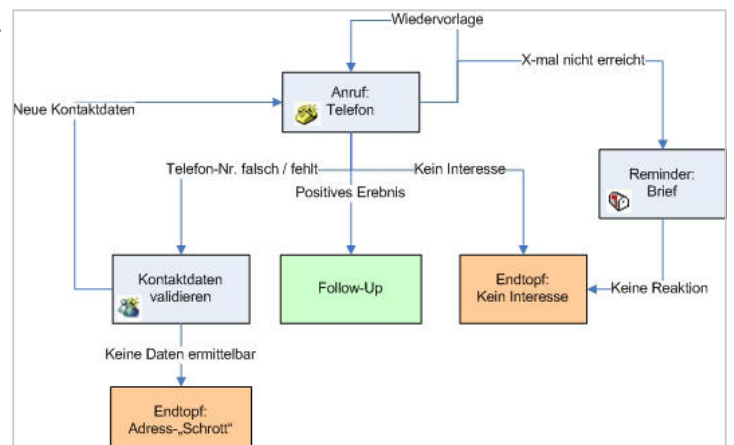 Wiedervorlage
X-mal nicht erreicht
Anruf:
Telefon
Neue Kontaktdaten
Telefon-Nr. falsch / fehlt
Kein Interesse
Positives Erebnis
Reminder:
Brief
Kontaktdaten
validieren
Follow-Up
Endtopf:
Kein Interesse
Keine Reaktion
Keine Daten ermittelbar
Endtopf:
Adress-„Schrott“